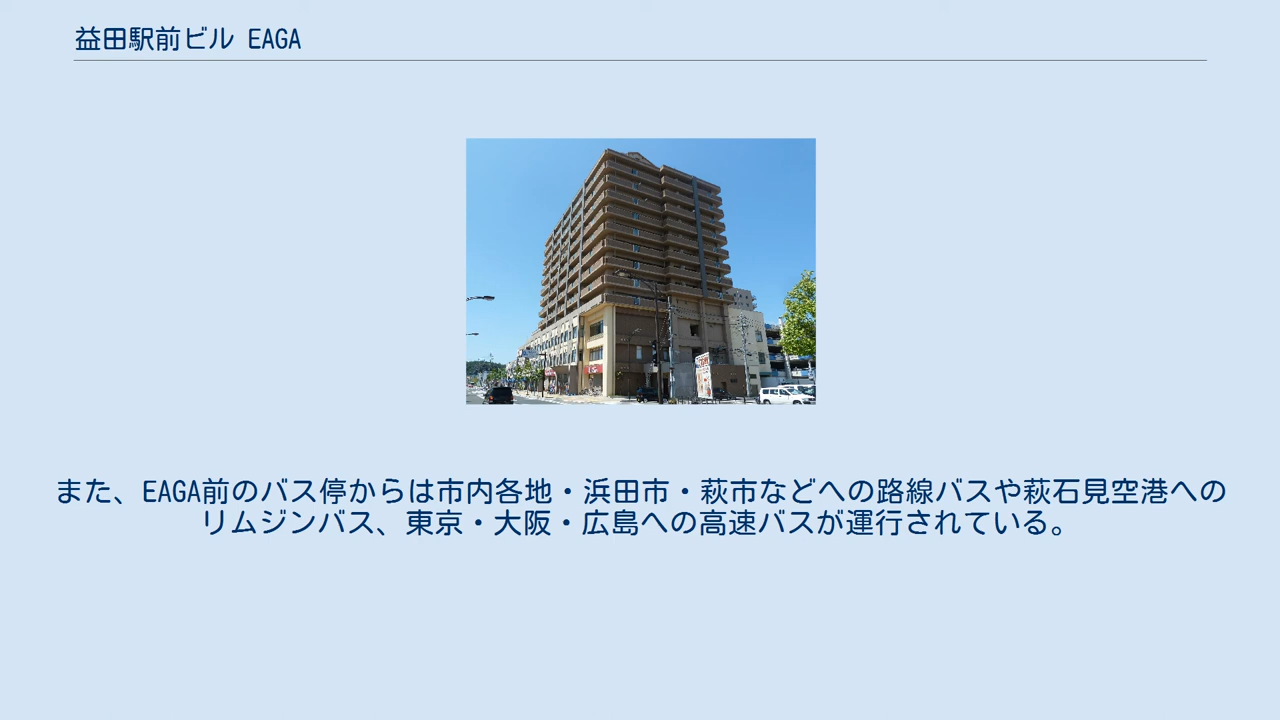 益田駅前ビル EAGA
また、EAGA前のバス停からは市内各地・浜田市・萩市などへの路線バスや萩石見空港への
リムジンバス、東京・大阪・広島への高速バスが運行されている。